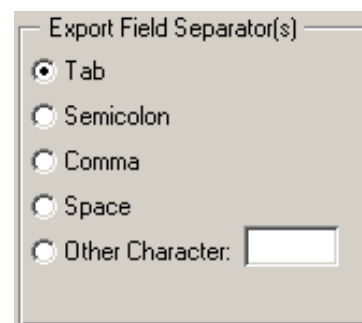 Export Field Separator(s)
Tab
Semicolon
Comma
Space
Other Character: